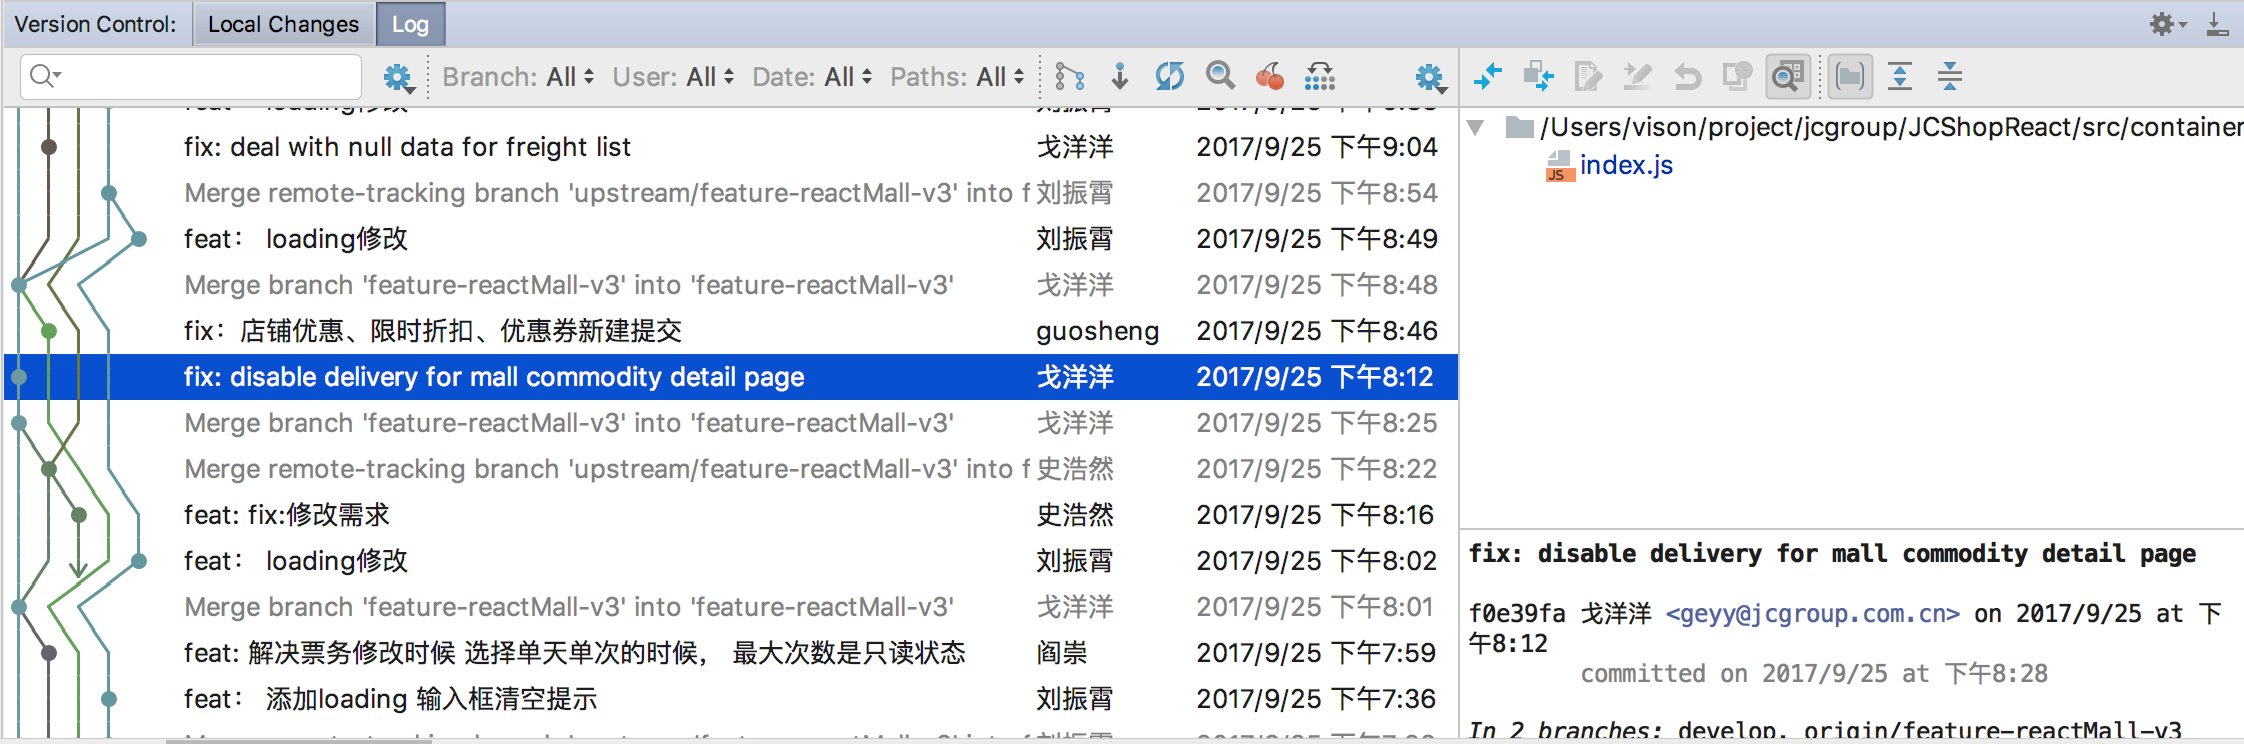 Version Control: Local Changes Log
Branch: All User: All Date: All Paths: All
fix: deal with null data for freight list 戈洋洋 2017/9/25 下午9:04
Merge remote-tracking branch 'upstream/feature-reactMall-v3' into f 刘振霄 2017/9/25 下午8:54
feat： loading修改 刘振霄 2017/9/25 下午8:49
Merge branch 'feature-reactMall-v3' into 'feature-reactMall-v3' 戈洋洋 2017/9/25 下午8:48
fix：店铺优惠、限时折扣、优惠券新建提交 guosheng 2017/9/25 下午8:46
fix: disable delivery for mall commodity detail page 戈洋洋 2017/9/25 下午8:12
Merge branch 'feature-reactMall-v3' into 'feature-reactMall-v3' 戈洋洋 2017/9/25 下午8:25
Merge remote-tracking branch 'upstream/feature-reactMall-v3' into f 史浩然 2017/9/25 下午8:22
feat: fix:修改需求 史浩然 2017/9/25 下午8:16
feat： loading修改 刘振霄 2017/9/25 下午8:02
Merge branch 'feature-reactMall-v3' into 'feature-reactMall-v3' 戈洋洋 2017/9/25 下午8:01
feat: 解决票务修改时候 选择单天单次的时候， 最大次数是只读状态 阎崇 2017/9/25 下午7:59
feat： 添加loading 输入框清空提示 刘振霄 2017/9/25 下午7:36
/Users/vison/project/jcgroup/JCShopReact/src/container
JS index.js
fix: disable delivery for mall commodity detail page
f0e39fa 戈洋洋 <geyy@jcgroup.com.cn> on 2017/9/25 at 下
午8:12
committed on 2017/9/25 at 下午8:28
In 2 branches: develop, origin/feature-reactMall-v3